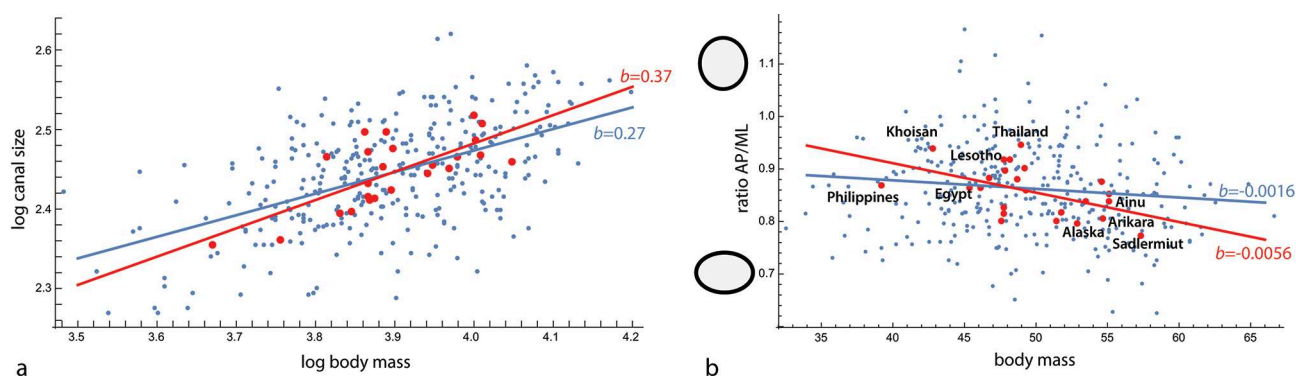 2.6
2.5
2.4
2.3
log canal size
3.5 3.6 3.7 3.8 3.9 4.0 4.1 4.2
log body mass
b=0.37
b=0.27
a
1.1
1.0
0.9
0.8
0.7
ratio AP/ML
35 40 45 50 55 60 65
body mass
Khoisan
Thailand
Lesotho
Philippines
Egypt
Ainu
Arikara
Alaska
Sadlermiut
b=-0.0016
b=-0.0056
b